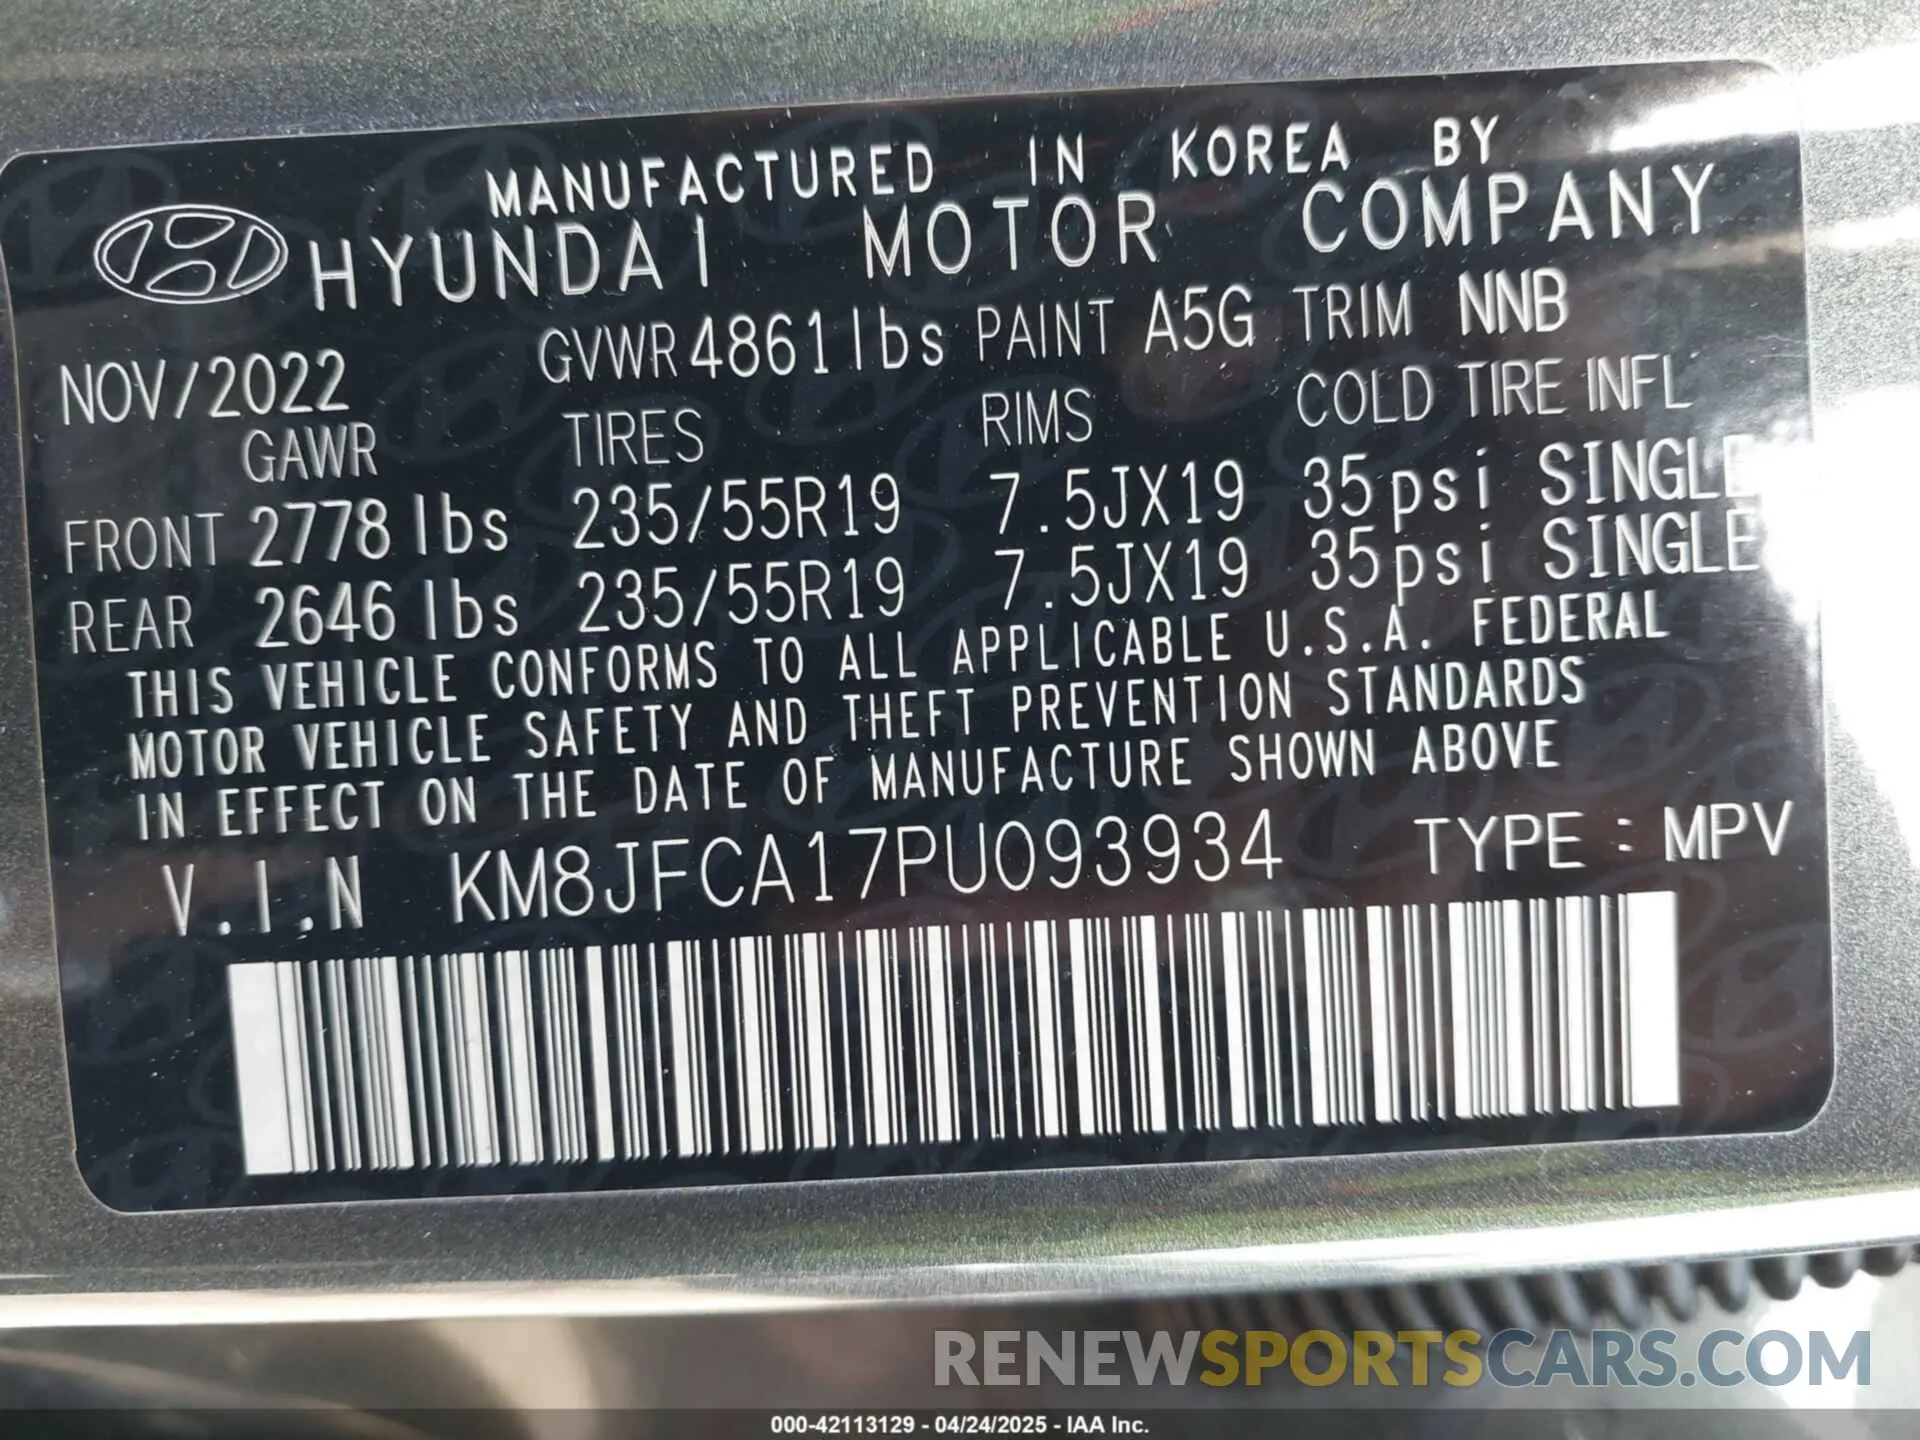 MANUFACTURED IN KOREA BY
HYUNDAI MOTOR COMPANY
NOV/2022 GVWR 4861lbs PAINT A5G TRIM NNB
GAWR TIRES RIMS COLD TIRE INFL
FRONT 2778 lbs 235/55R19 7.5JX19 35psi SINGLE
REAR 2646 lbs 235/55R19 7.5JX19 35psi SINGLE
THIS VEHICLE CONFORMS TO ALL APPLICABLE U.S.A. FEDERAL
MOTOR VEHICLE SAFETY AND THEFT PREVENTION STANDARDS
IN EFFECT ON THE DATE OF MANUFACTURE SHOWN ABOVE
V.I.N KM8JFCA17PU093934 TYPE : MPV
RENEWSPORTSCARS.COM
000-42113129 - 04/24/2025 - IAA Inc.